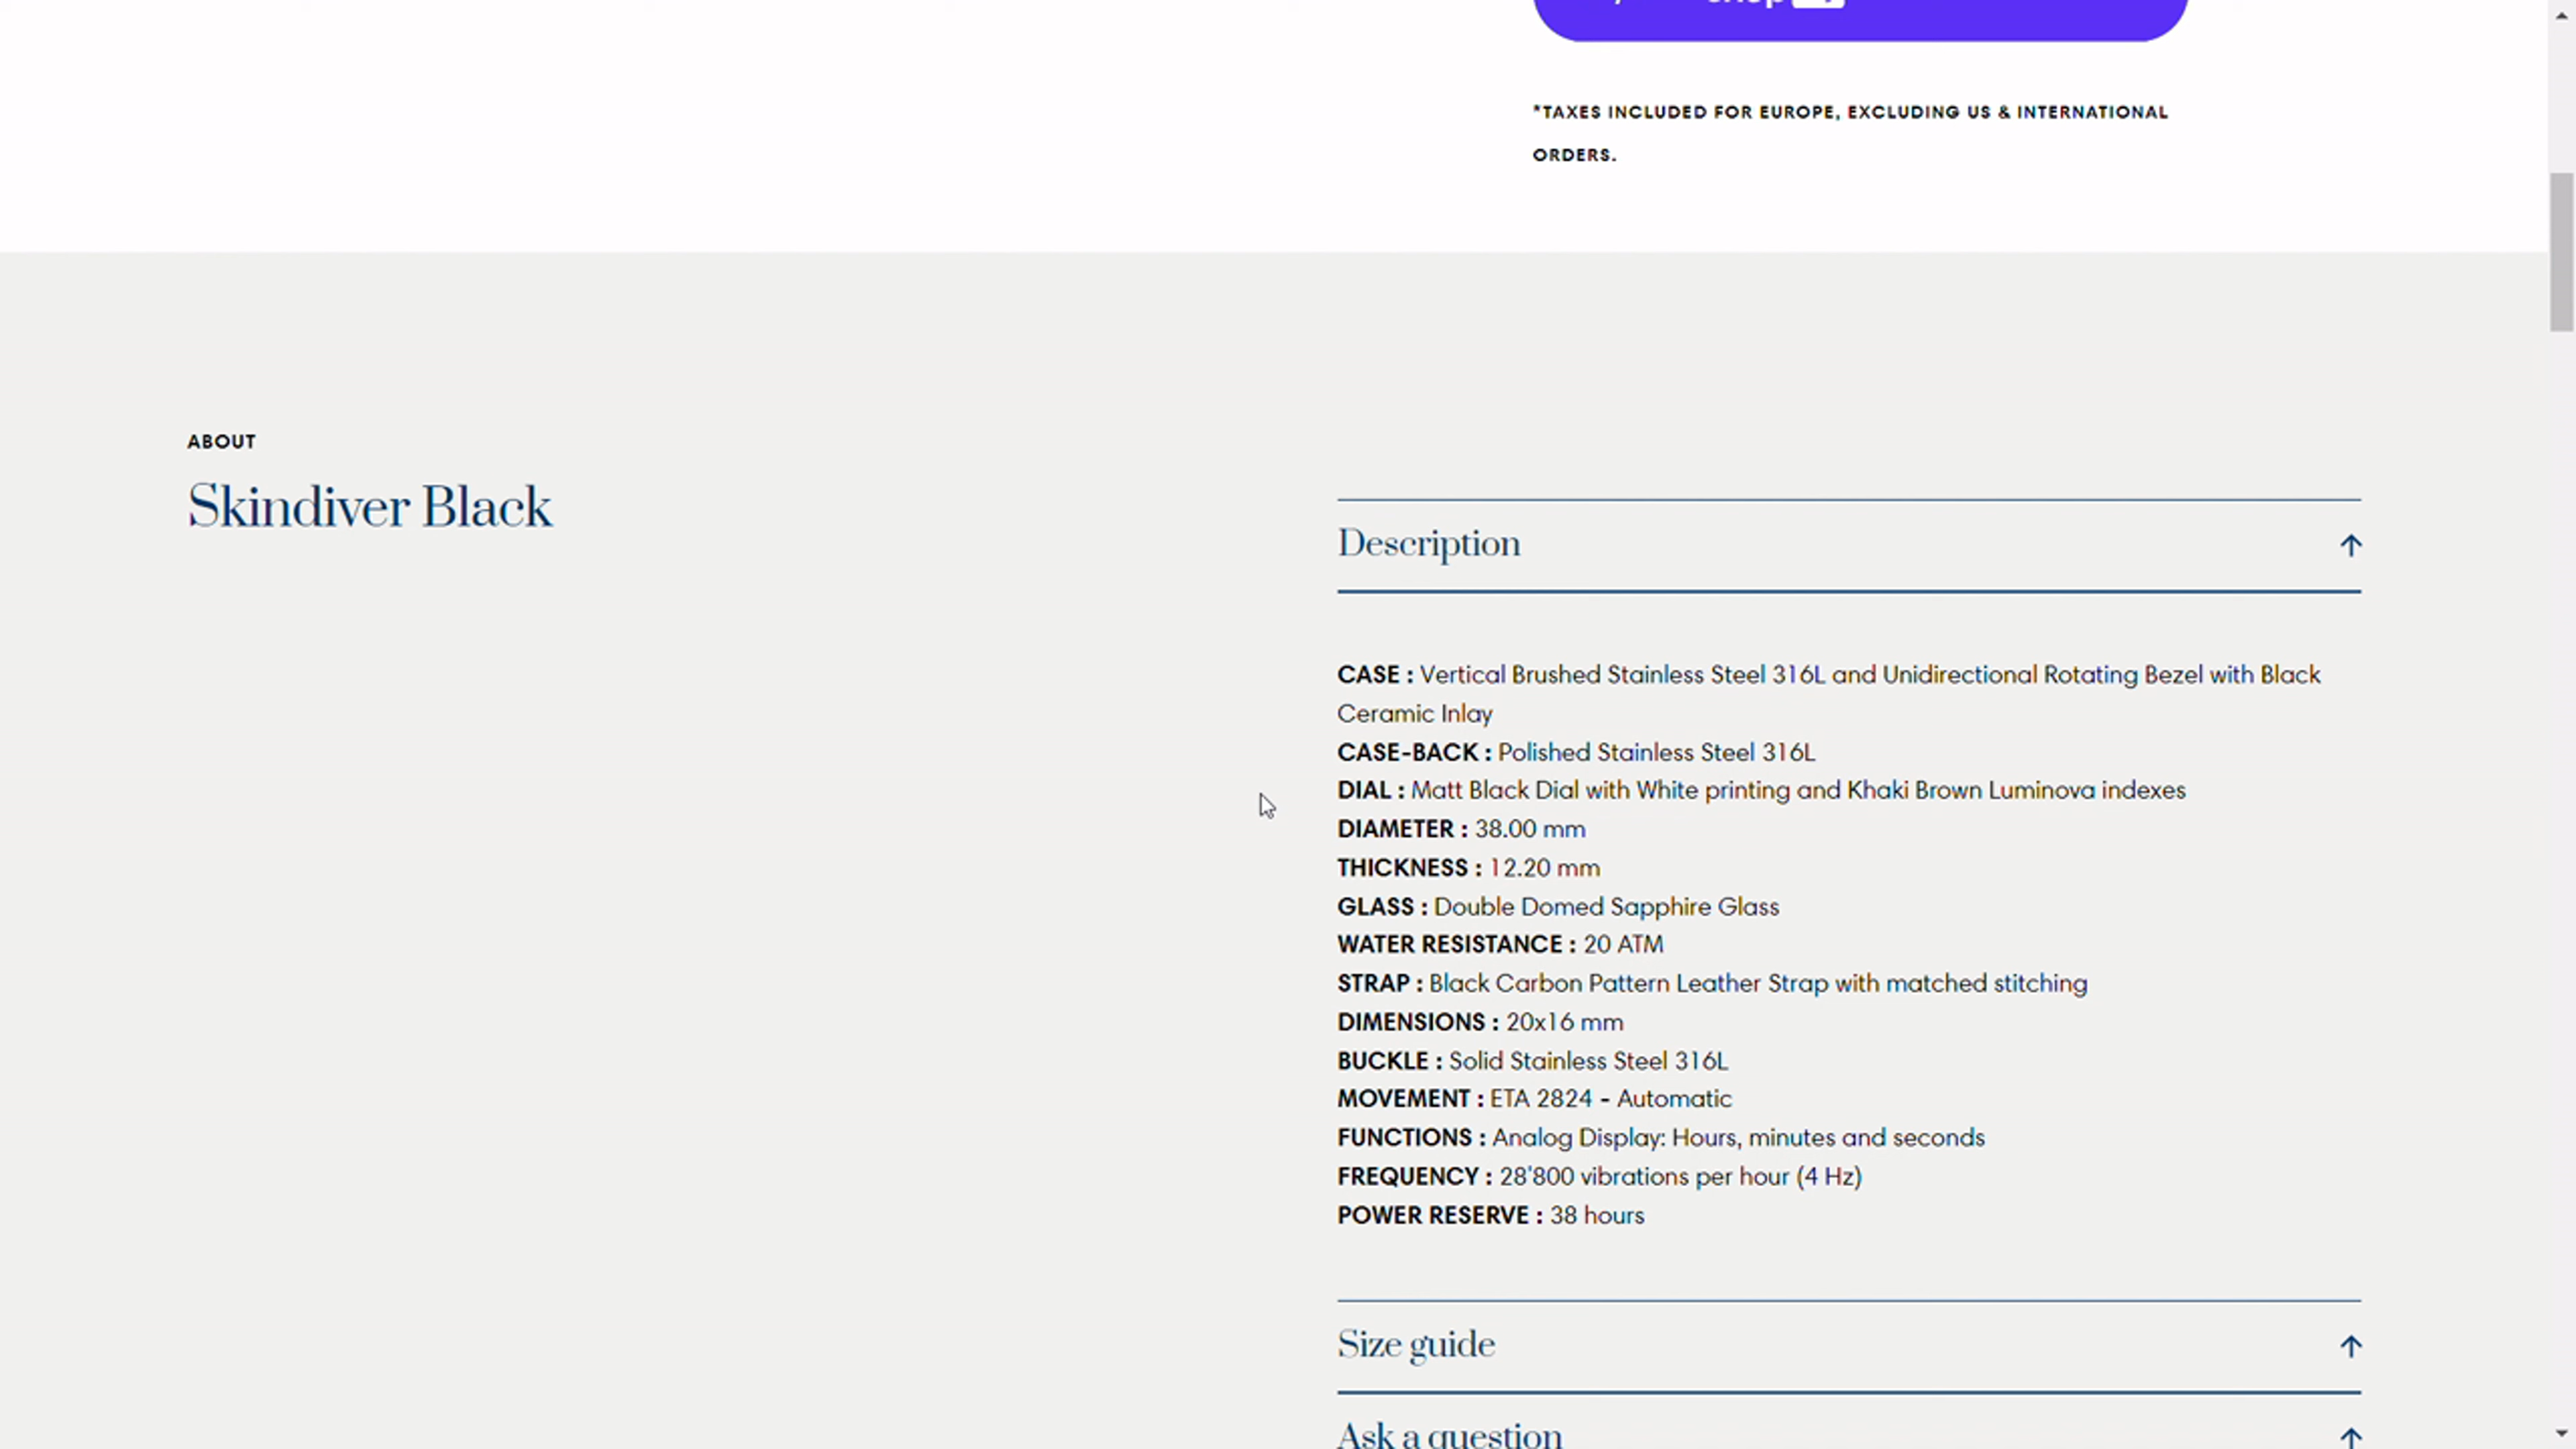 *TAXES INCLUDED FOR EUROPE, EXCLUDING US & INTERNATIONAL
ORDERS.
ABOUT
Skindiver Black
Description
CASE : Vertical Brushed Stainless Steel 316L and Unidirectional Rotating Bezel with Black
Ceramic Inlay
CASE-BACK : Polished Stainless Steel 316L
DIAL : Matt Black Dial with White printing and Khaki Brown Luminova indexes
DIAMETER : 38.00 mm
THICKNESS : 12.20 mm
GLASS : Double Domed Sapphire Glass
WATER RESISTANCE : 20 ATM
STRAP : Black Carbon Pattern Leather Strap with matched stitching
DIMENSIONS : 20x16 mm
BUCKLE : Solid Stainless Steel 316L
MOVEMENT : ETA 2824 - Automatic
FUNCTIONS : Analog Display: Hours, minutes and seconds
FREQUENCY : 28'800 vibrations per hour (4 Hz)
POWER RESERVE : 38 hours
Size guide
Ask a question